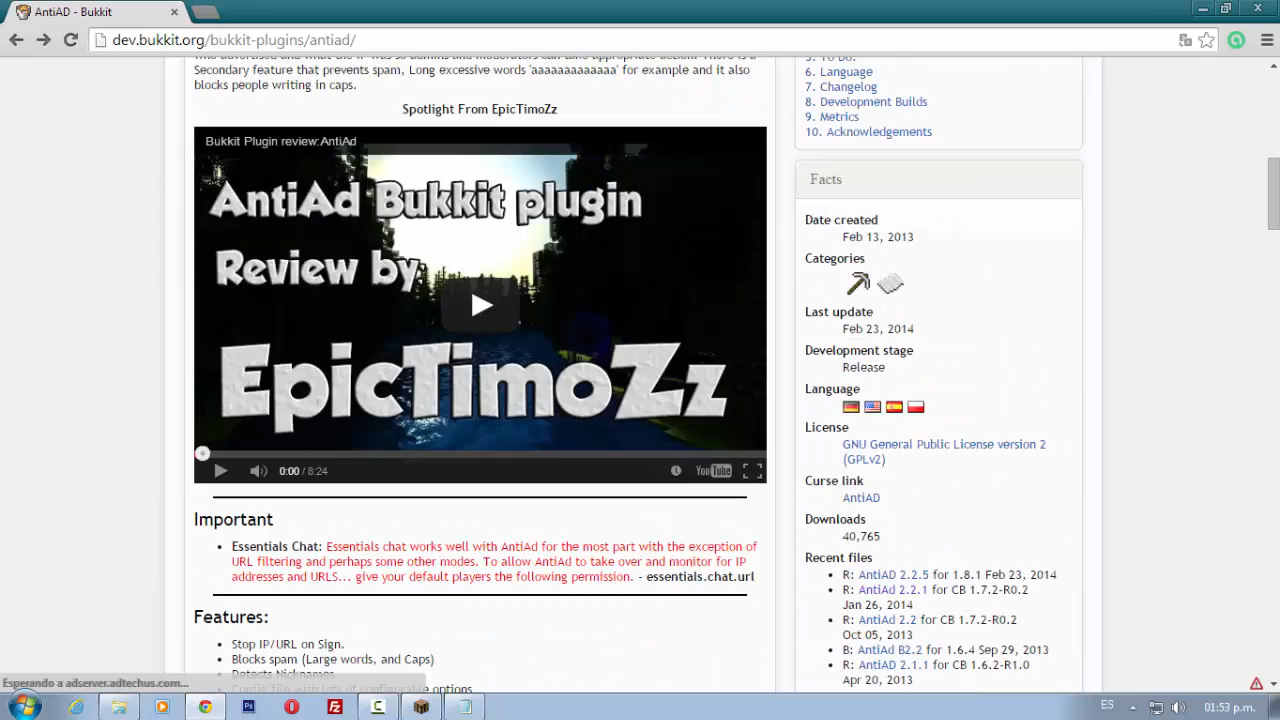 AntiAD - Bukkit
dev.bukkit.org/bukkit-plugins/antiad/
Secondary feature that prevents spam, Long excessive words 'aaaaaaaaaaaaa' for example and it also
blocks people writing in caps.
Spotlight From EpicTimoZz
Bukkit Plugin review:AntiAd
AntiAd Bukkit plugin
Review by:
EpicTimoZz
0:00 / 8:24
YouTube
Important
• Essentials Chat: Essentials chat works well with AntiAd for the most part with the exception of
URL filtering and perhaps some other modes. To allow AntiAd to take over and monitor for IP
addresses and URLS... give your default players the following permission. - essentials.chat.url
Features:
• Stop IP/URL on Sign.
• Blocks spam (Large words, and Caps)
• Detects Nicknames
• Config file with lots of configurable options
6. Language
7. Changelog
8. Development Builds
9. Metrics
10. Acknowledgements
Facts
Date created
Feb 13, 2013
Categories
Last update
Feb 23, 2014
Development stage
Release
Language
License
GNU General Public License version 2
(GPLv2)
Curse link
AntiAD
Downloads
40,765
Recent files
• R: AntiAD 2.2.5 for 1.8.1 Feb 23, 2014
• R: AntiAd 2.2.1 for CB 1.7.2-R0.2
Jan 26, 2014
• R: AntiAd 2.2 for CB 1.7.2-R0.2
Oct 05, 2013
• B: AntiAd B2.2 for 1.6.4 Sep 29, 2013
• R: AntiAD 2.1.1 for CB 1.6.2-R1.0
Apr 20, 2013
Esperando a adserver.adtechus.com...
ES
01:53 p.m.